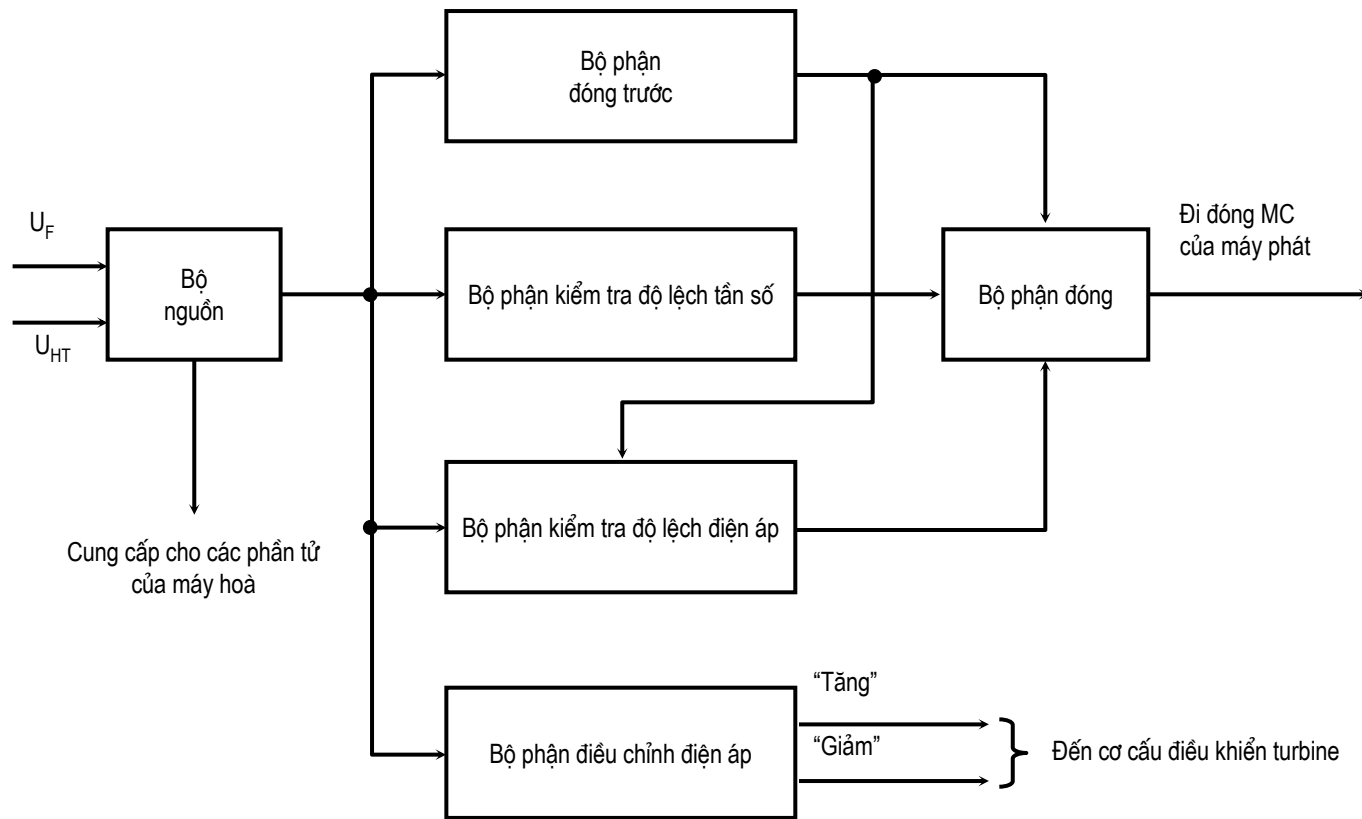 Bộ phận
đóng trước
U_F
U_HT
Bộ
nguồn
Bộ phận kiểm tra độ lệch tần số
Bộ phận đóng
Đi đóng MC
của máy phát
Cung cấp cho các phần tử
của máy hoà
Bộ phận kiểm tra độ lệch điện áp
Bộ phận điều chỉnh điện áp
“Tăng”
“Giảm”
Đến cơ cấu điều khiển turbine